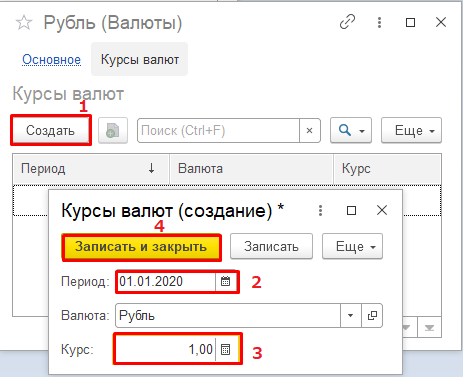 Рубль (Валюты)
Основное Курсы валют
Курсы валют
1
Создать Поиск (Ctrl+F) × Еще
Период ↓ Валюта Курс
Курсы валют (создание) *
4
Записать и закрыть Записать Еще
Период: 01.01.2020 2
Валюта: Рубль
Курс: 1,00 3